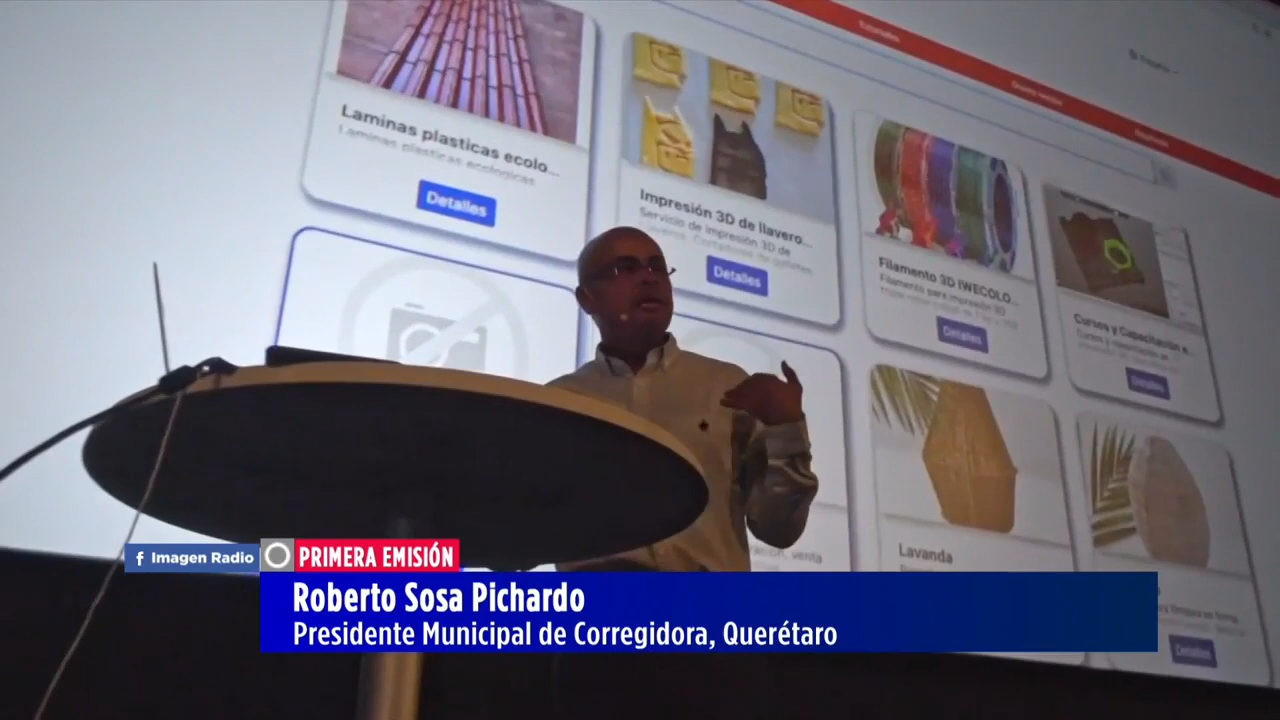 Tutoriales
Laminas plasticas ecolo...
Laminas plasticas ecologicas
Detalles
Impresión 3D de llavero...
Servicio de impresión 3D de
Detalles
Filamento 3D IWECOLO...
Filamento para impresión 3D
Detalles
Cursos y Capacitación e...
Detalles
Lavanda
venta
Detalles
Imagen Radio
PRIMERA EMISIÓN
Roberto Sosa Pichardo
Presidente Municipal de Corregidora, Querétaro